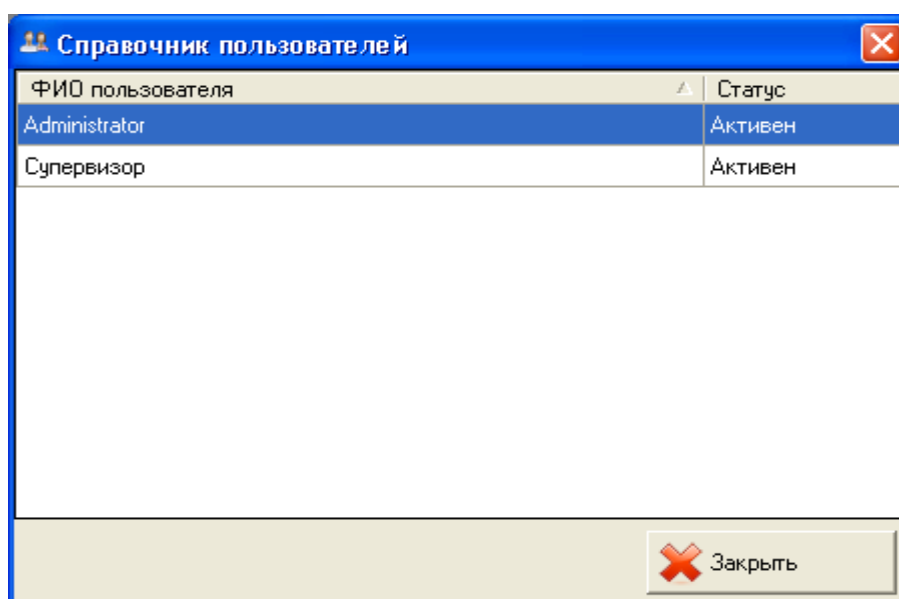 Справочник пользователей
ФИО пользователя Статус
Administrator Активен
Супервизор Активен
Закрыть